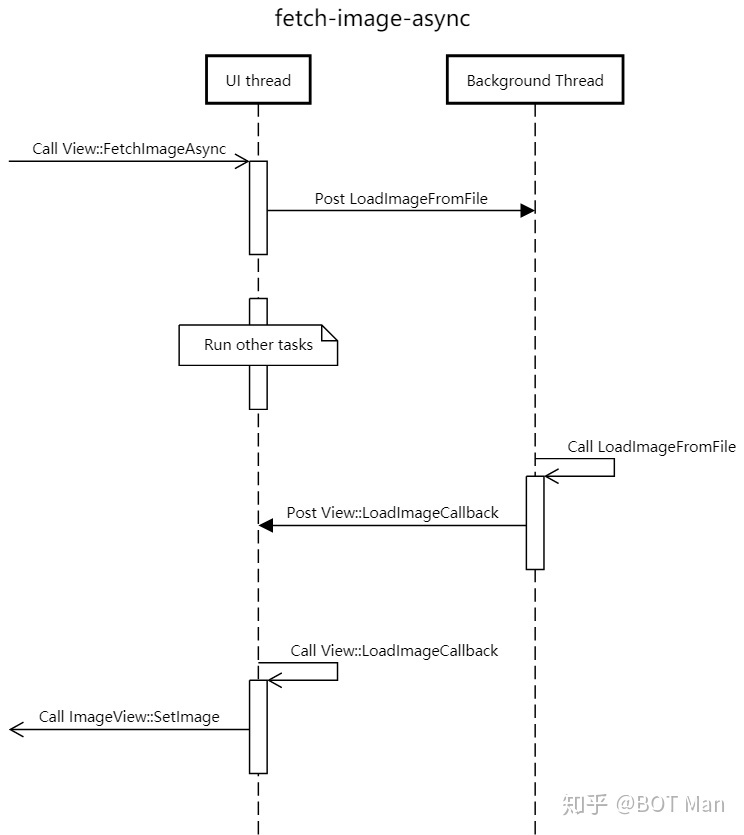 fetch-image-async
UI thread
Background Thread
Call View::FetchImageAsync
Post LoadImageFromFile
Run other tasks
Call LoadImageFromFile
Post View::LoadImageCallback
Call View::LoadImageCallback
Call ImageView::SetImage
知乎 @BOT Man